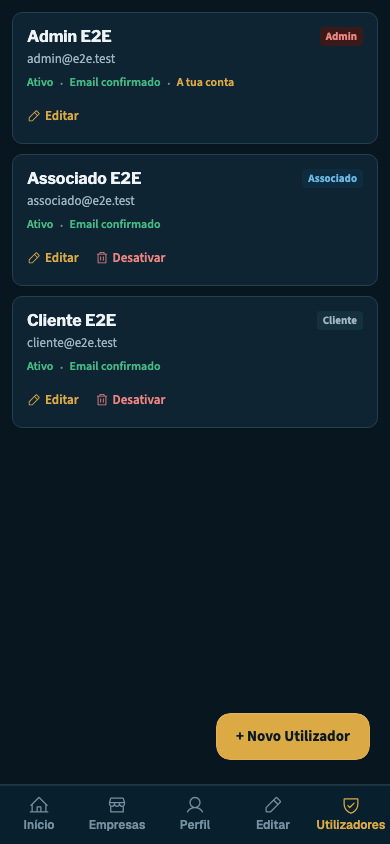 Admin E2E
Admin
admin@e2e.test
Ativo · Email confirmado · A tua conta
Editar
Associado E2E
Associado
associado@e2e.test
Ativo · Email confirmado
Editar Desativar
Cliente E2E
Cliente
cliente@e2e.test
Ativo · Email confirmado
Editar Desativar
+ Novo Utilizador
Início Empresas Perfil Editar Utilizadores